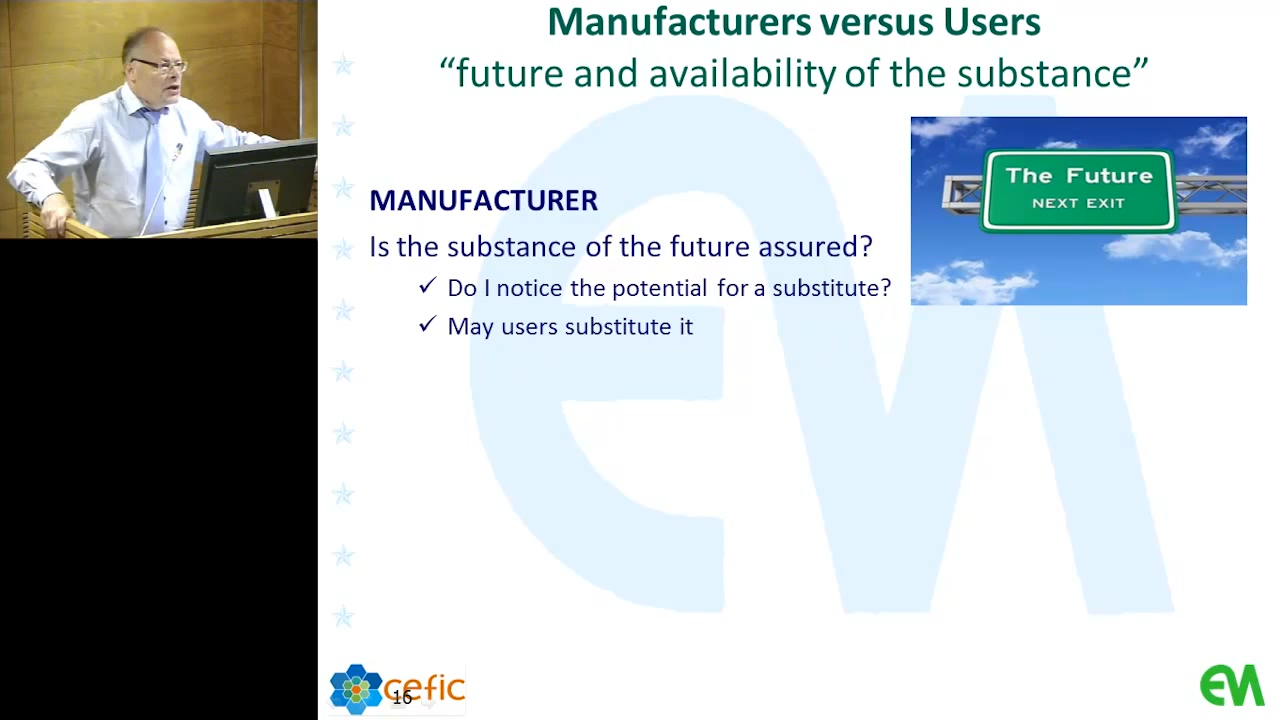 Manufacturers versus Users
“future and availability of the substance”
The Future
NEXT EXIT
MANUFACTURER
Is the substance of the future assured?
✓ Do I notice the potential for a substitute?
✓ May users substitute it
cefic
16
EM